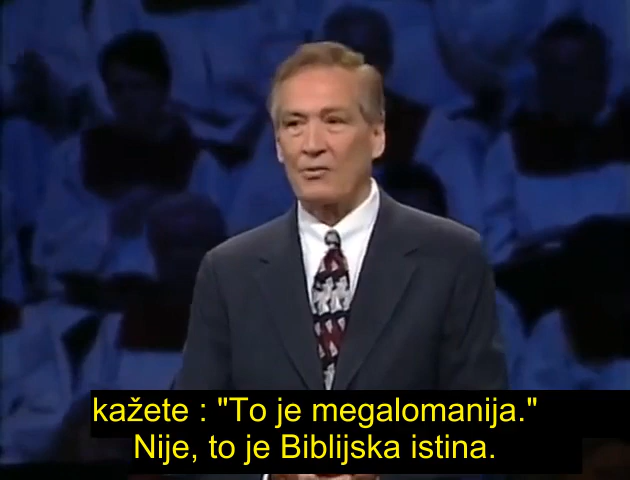 kažete : "To je megalomanija."
Nije, to je Biblijska istina.